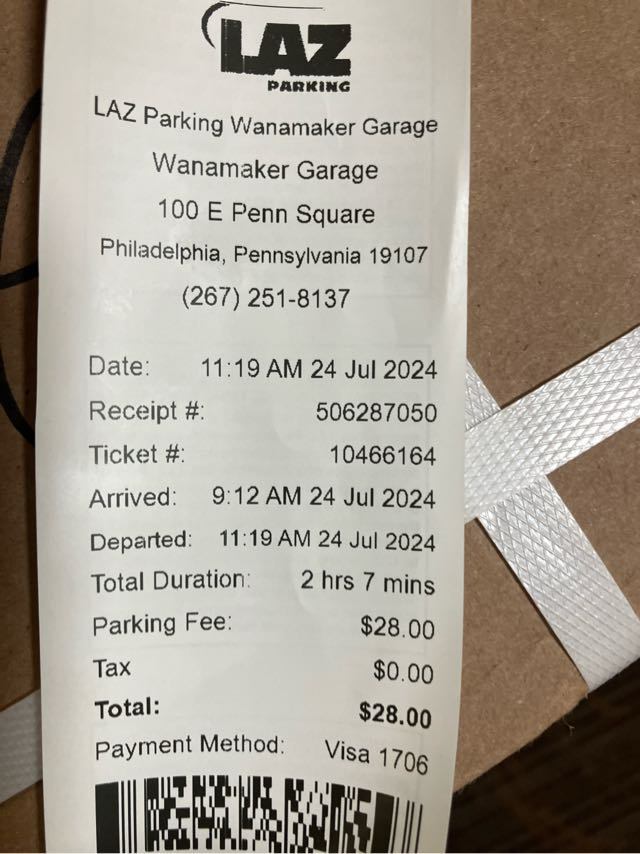 LAZ
PARKING
LAZ Parking Wanamaker Garage
Wanamaker Garage
100 E Penn Square
Philadelphia, Pennsylvania 19107
(267) 251-8137
Date: 11:19 AM 24 Jul 2024
Receipt #: 506287050
Ticket #: 10466164
Arrived: 9:12 AM 24 Jul 2024
Departed: 11:19 AM 24 Jul 2024
Total Duration: 2 hrs 7 mins
Parking Fee: $28.00
Tax $0.00
Total: $28.00
Payment Method: Visa 1706